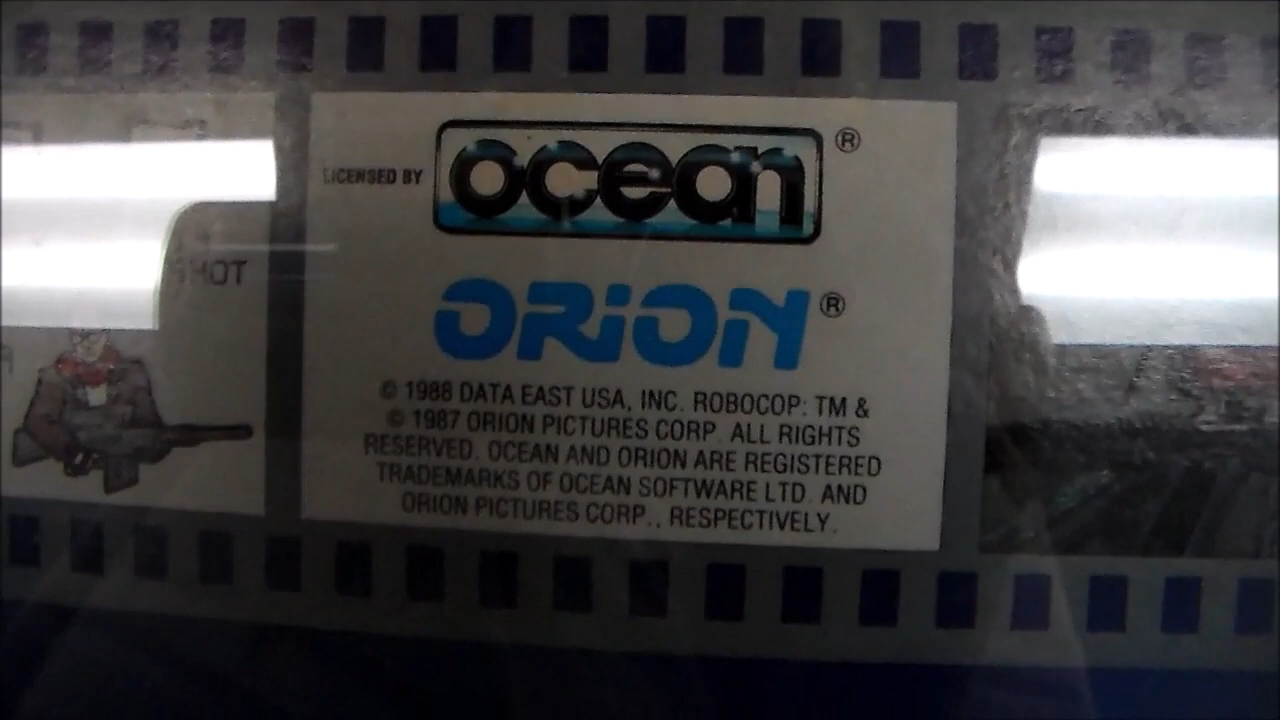 LICENSED BY ocean ®
SHOT
ORION ®
© 1988 DATA EAST USA, INC. ROBOCOP: TM &
© 1987 ORION PICTURES CORP. ALL RIGHTS
RESERVED. OCEAN AND ORION ARE REGISTERED
TRADEMARKS OF OCEAN SOFTWARE LTD. AND
ORION PICTURES CORP., RESPECTIVELY.